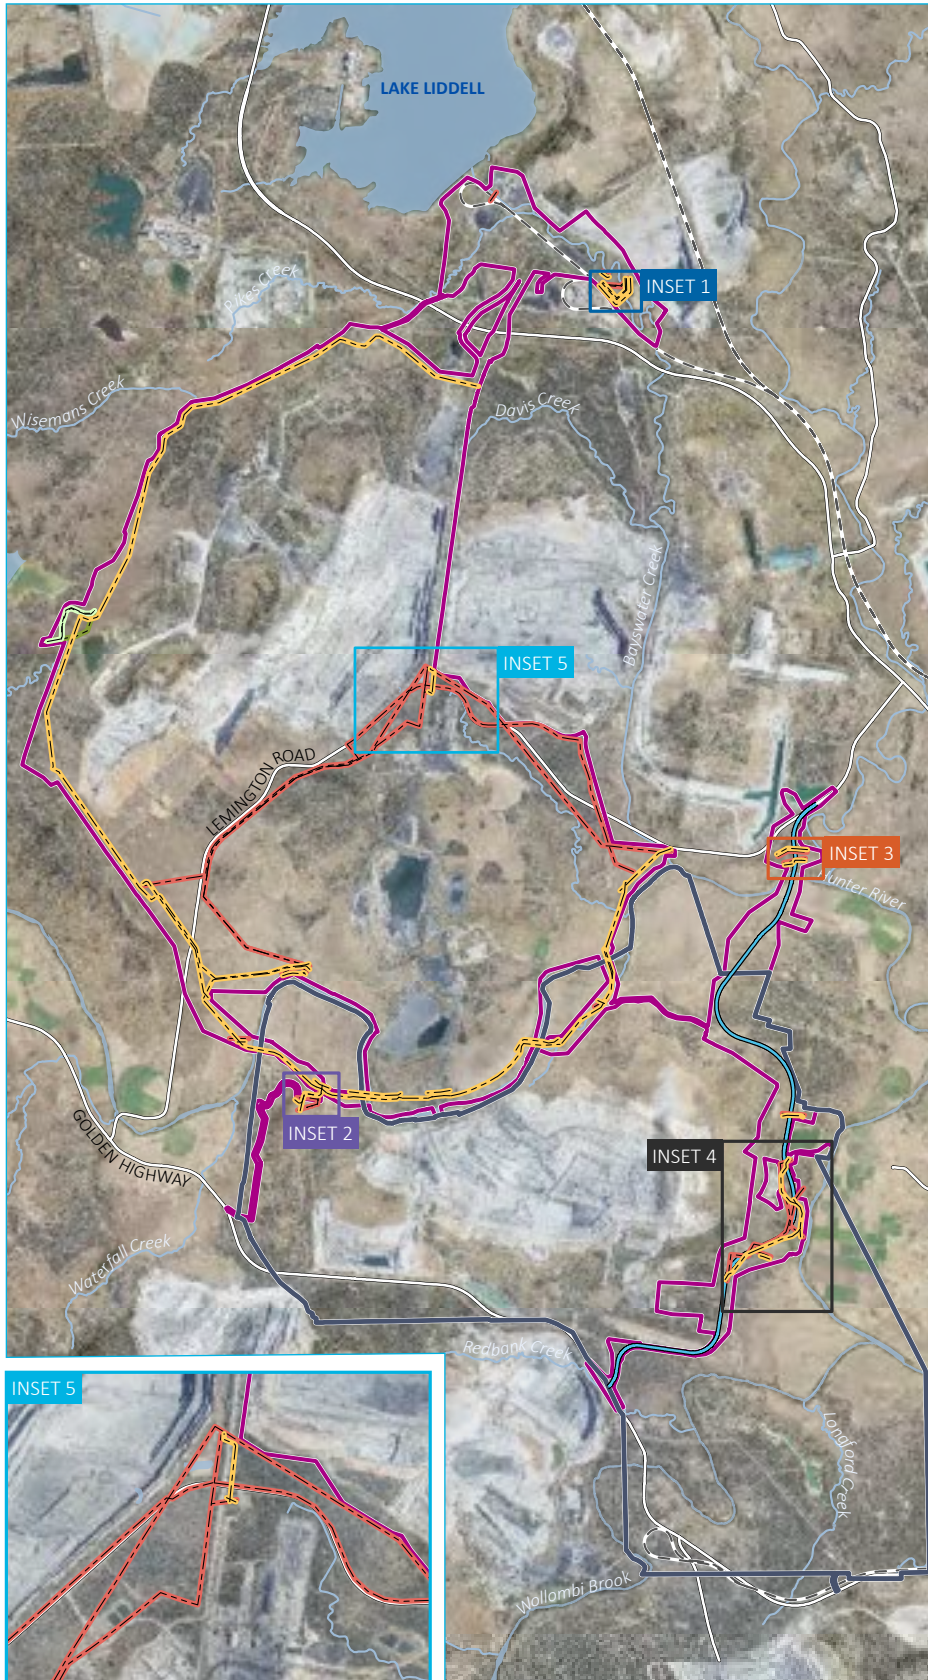 LAKE LIDDELL
INSET 1
Pikes Creek
Wisemans Creek
Davis Creek
Bayswater Creek
INSET 5
LEMINGTON ROAD
INSET 3
Hunter River
INSET 2
GOLDEN HIGHWAY
INSET 4
Waterfall Creek
Redbank Creek
INSET 5
Longford Creek
Wollombi Brook